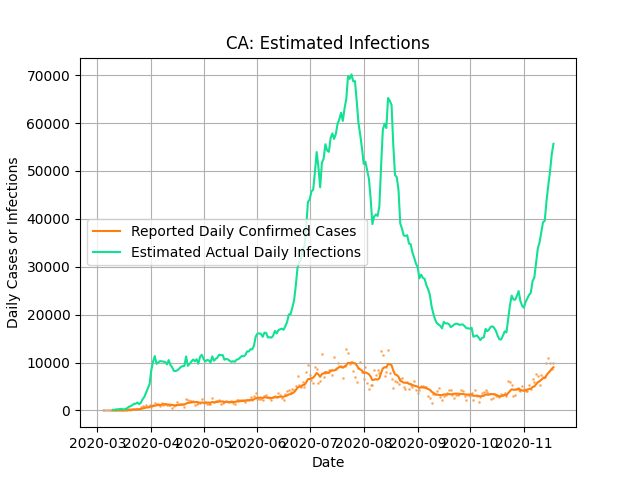 CA: Estimated Infections
70000
60000
50000
40000
30000
20000
10000
0
Daily Cases or Infections
Reported Daily Confirmed Cases
Estimated Actual Daily Infections
2020-03 2020-04 2020-05 2020-06 2020-07 2020-08 2020-09 2020-10 2020-11
Date